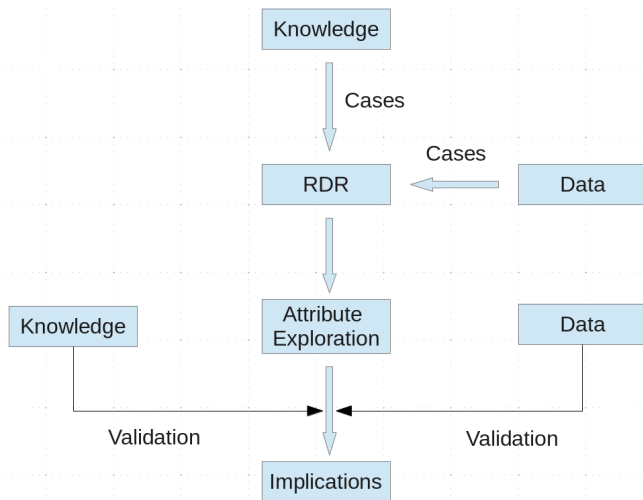 Knowledge
Cases
Cases
RDR
Data
Attribute
Exploration
Knowledge
Data
Validation
Validation
Implications